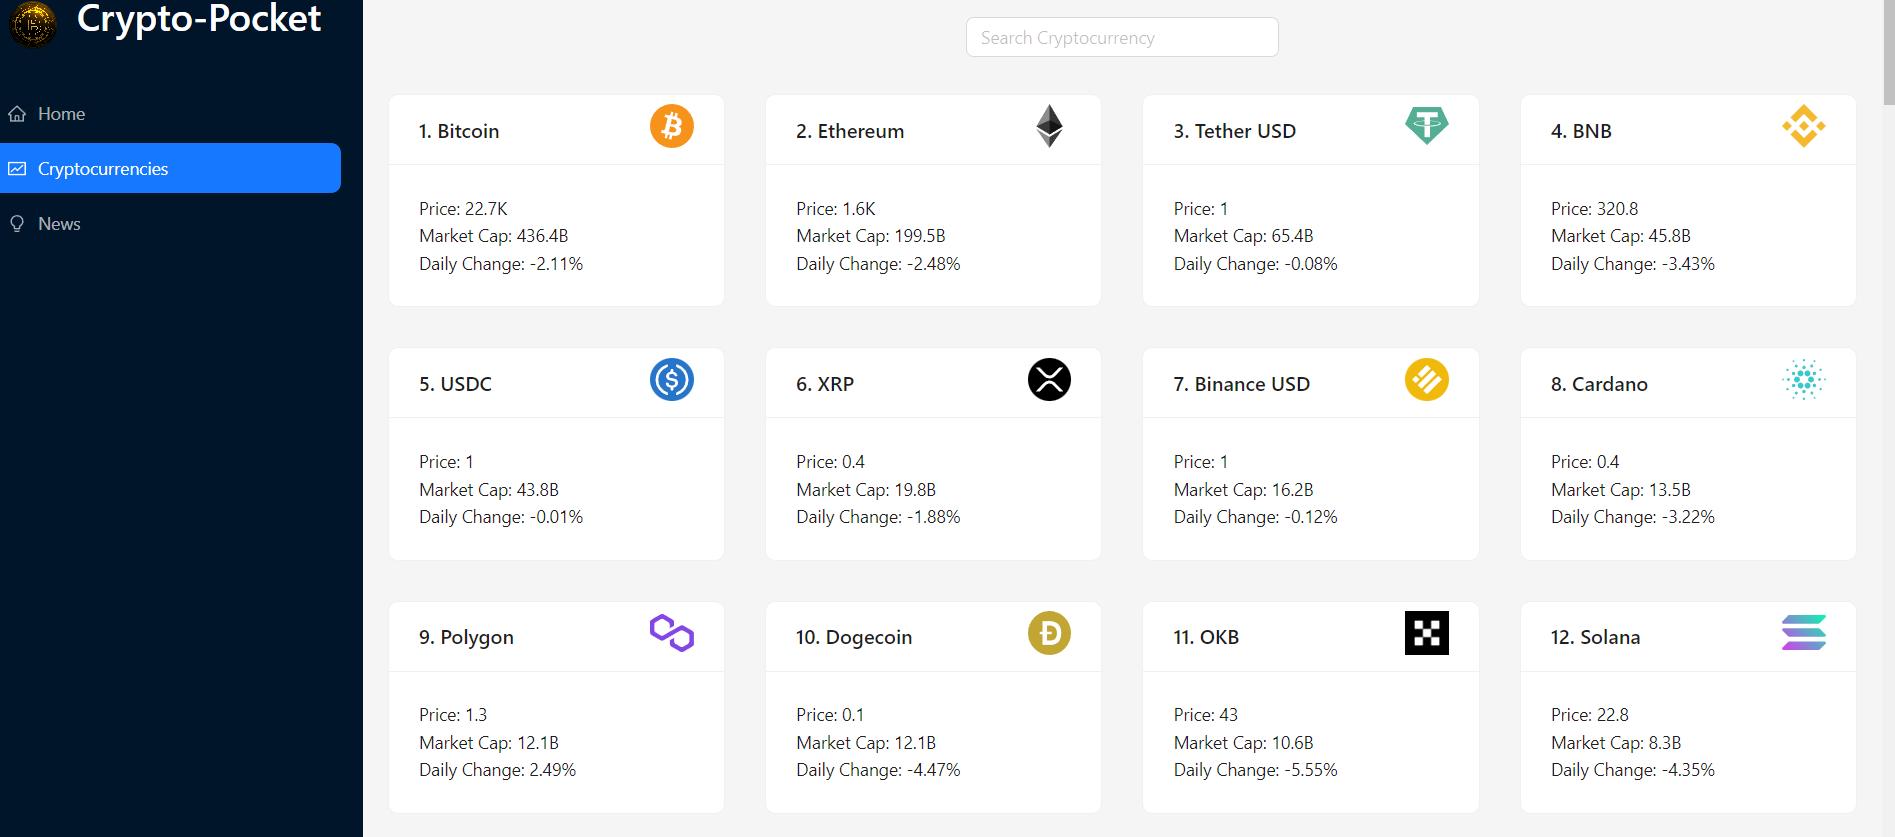 Crypto-Pocket
Home
Cryptocurrencies
News
Search Cryptocurrency
1. Bitcoin
Price: 22.7K
Market Cap: 436.4B
Daily Change: -2.11%
2. Ethereum
Price: 1.6K
Market Cap: 199.5B
Daily Change: -2.48%
3. Tether USD
Price: 1
Market Cap: 65.4B
Daily Change: -0.08%
4. BNB
Price: 320.8
Market Cap: 45.8B
Daily Change: -3.43%
5. USDC
Price: 1
Market Cap: 43.8B
Daily Change: -0.01%
6. XRP
Price: 0.4
Market Cap: 19.8B
Daily Change: -1.88%
7. Binance USD
Price: 1
Market Cap: 16.2B
Daily Change: -0.12%
8. Cardano
Price: 0.4
Market Cap: 13.5B
Daily Change: -3.22%
9. Polygon
Price: 1.3
Market Cap: 12.1B
Daily Change: 2.49%
10. Dogecoin
Price: 0.1
Market Cap: 12.1B
Daily Change: -4.47%
11. OKB
Price: 43
Market Cap: 10.6B
Daily Change: -5.55%
12. Solana
Price: 22.8
Market Cap: 8.3B
Daily Change: -4.35%